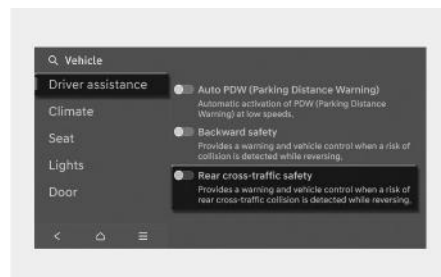 Vehicle
Driver assistance
Climate
Seat
Lights
Door
Auto PDW (Parking Distance Warning)
Automatic activation of PDW (Parking Distance
Warning) at low speeds.
Backward safety
Provides a warning and vehicle control when a risk of
collision is detected while reversing.
Rear cross-traffic safety
Provides a warning and vehicle control when a risk of
rear cross-traffic collision is detected while reversing.